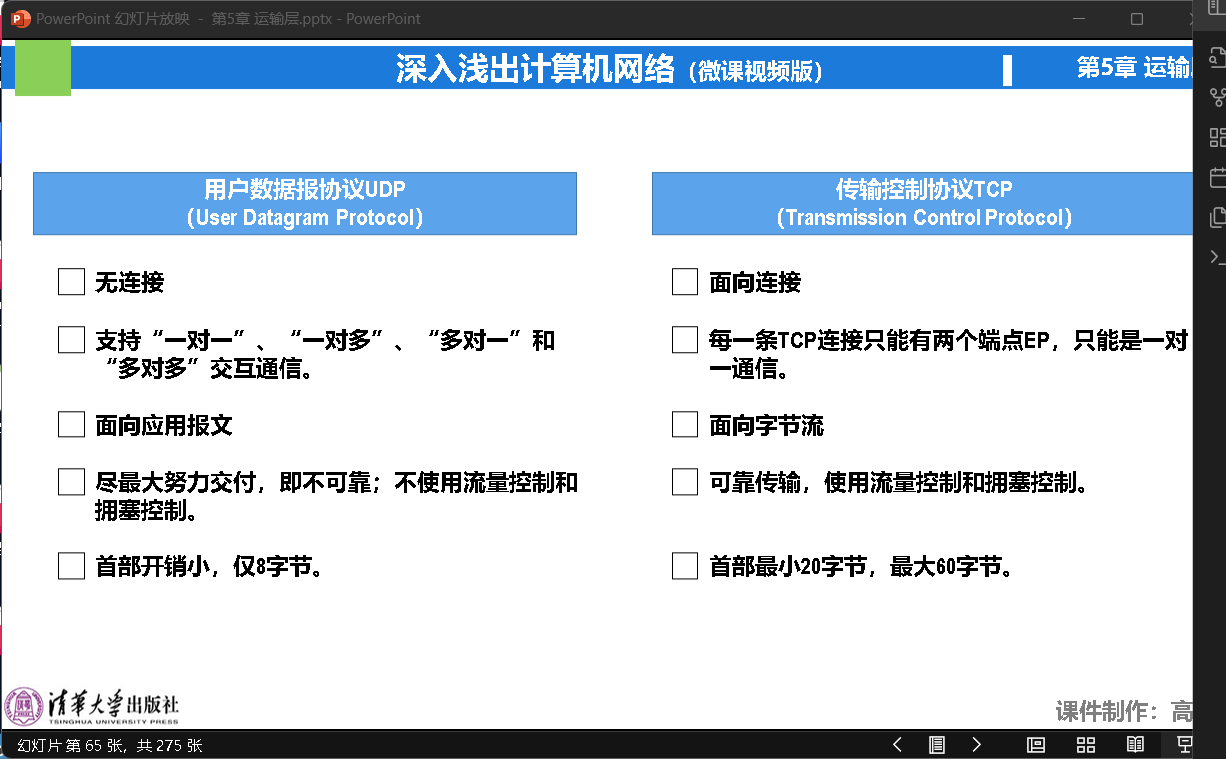 PowerPoint 幻灯片放映 - 第5章 运输层.pptx - PowerPoint
深入浅出计算机网络（微课视频版）
第5章 运输
用户数据报协议UDP
（User Datagram Protocol）
无连接
支持“一对一”、“一对多”、“多对一”和
“多对多”交互通信。
面向应用报文
尽最大努力交付，即不可靠；不使用流量控制和
拥塞控制。
首部开销小，仅8字节。
传输控制协议TCP
（Transmission Control Protocol）
面向连接
每一条TCP连接只能有两个端点EP，只能是一对
一通信。
面向字节流
可靠传输，使用流量控制和拥塞控制。
首部最小20字节，最大60字节。
清华大学出版社
TSINGHUA UNIVERSITY PRESS
课件制作：高
幻灯片 第 65 张，共 275 张